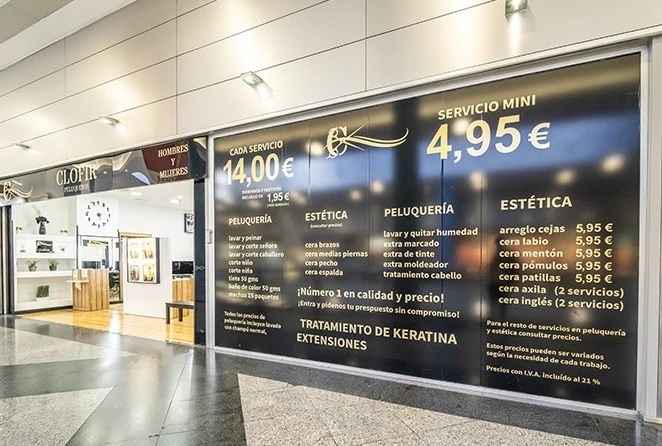 CLOFIR
PELUQUEROS
HOMBRES
Y
MUJERES
CADA SERVICIO
14,00 €
DOMINGOS Y FESTIVOS
RECARGO DE 1,95 €
POR SERVICIO
PELUQUERÍA
lavar y peinar
lavar y corte señora
lavar y corte caballero
corte niño
corte niña
tinte 50 gms
baño de color 50 gms
mechas 15 paquetes
Todos los precios de
peluquería incluyen lavado
con champú normal,
ESTÉTICA
(consultar precios)
cera brazos
cera medias piernas
cera pecho
cera espalda
¡Número 1 en calidad y precio!
¡Entra y pídenos tu presupuesto sin compromiso!
TRATAMIENTO DE KERATINA
EXTENSIONES
SERVICIO MINI
4,95 €
PELUQUERÍA
lavar y quitar humedad
extra marcado
extra de tinte
extra moldeador
tratamiento cabello
ESTÉTICA
arreglo cejas 5,95 €
cera labio 5,95 €
cera mentón 5,95 €
cera pómulos 5,95 €
cera patillas 5,95 €
cera axila (2 servicios)
cera inglés (2 servicios)
Para el resto de servicios en peluquería
y estética consultar precios.
Estos precios pueden ser variados
según la necesidad de cada trabajo.
Precios con I.V.A. incluido al 21 %